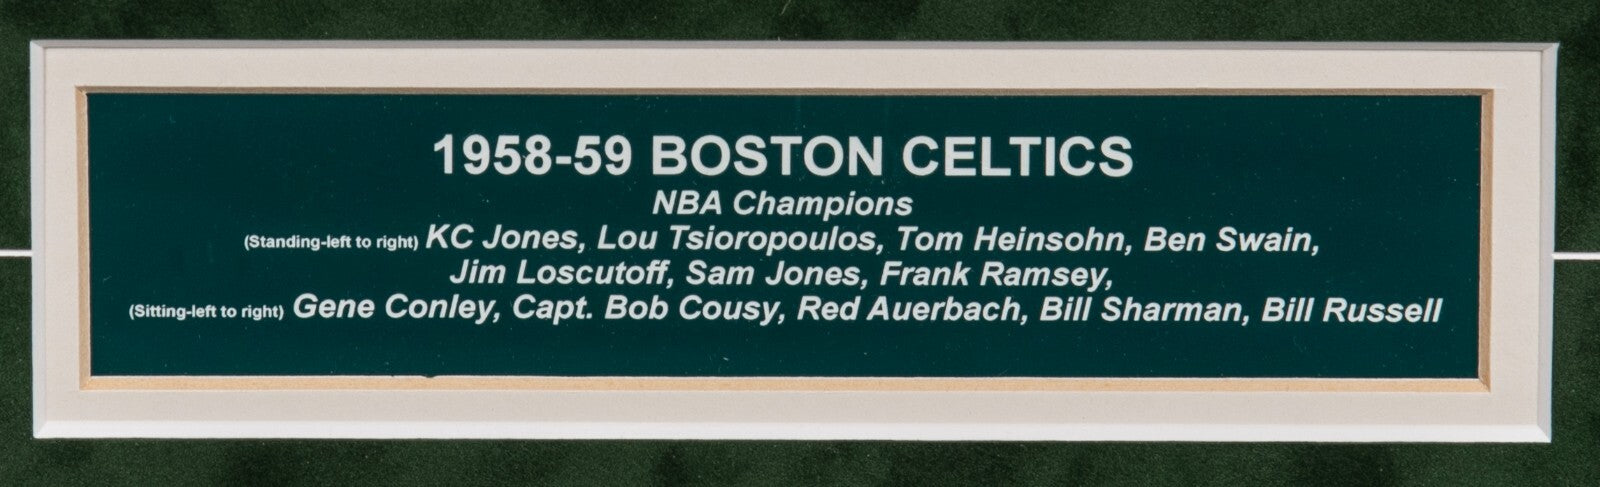 1958-59 BOSTON CELTICS
NBA Champions
(Standing-left to right) KC Jones, Lou Tsioropoulos, Tom Heinsohn, Ben Swain,
Jim Loscutoff, Sam Jones, Frank Ramsey,
(Sitting-left to right) Gene Conley, Capt. Bob Cousy, Red Auerbach, Bill Sharman, Bill Russell